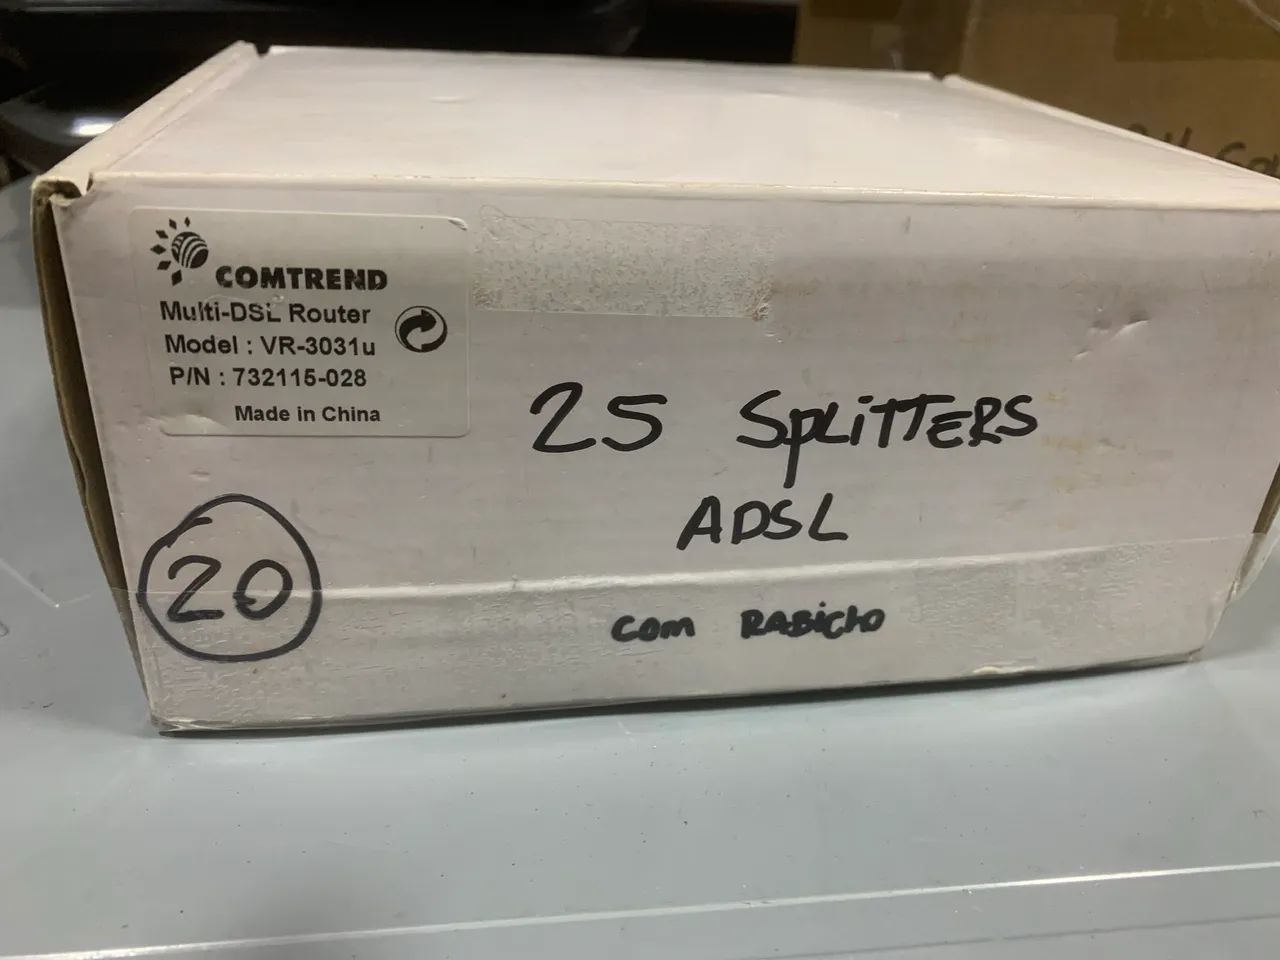 COMTREND
Multi-DSL Router
Model : VR-3031u
P/N : 732115-028
Made in China
25 SPLiTTERS
ADSL
20
com RABicho